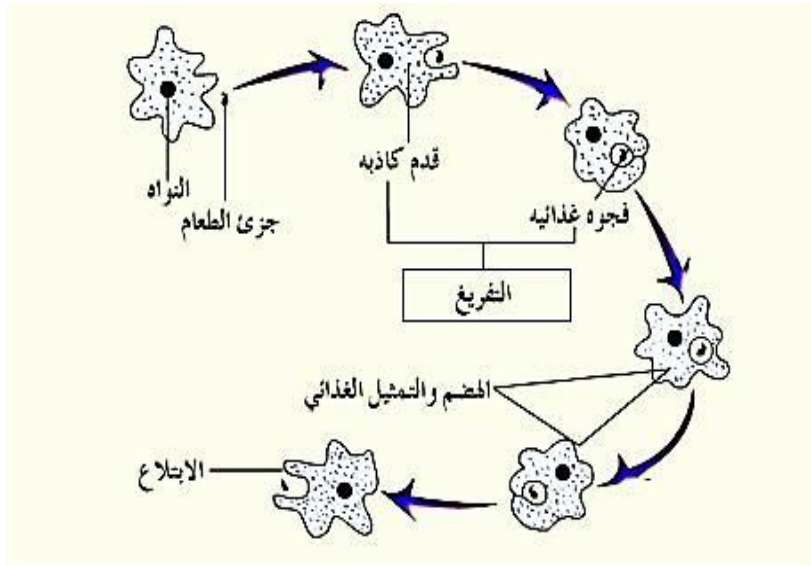 قدم كاذبه
النواه
جزئ الطعام
فجوه غذائيه
التفريغ
الهضم والتمثيل الغذائي
الابتلاع